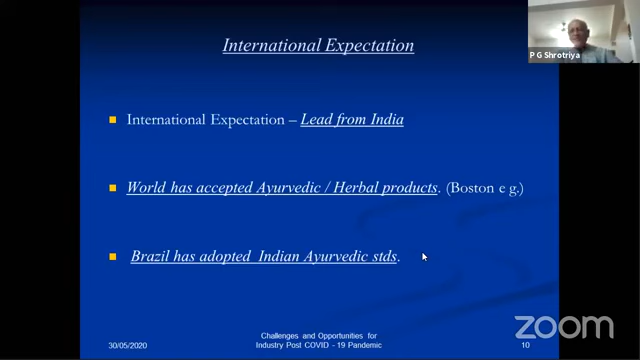 International Expectation
P G Shrotriya
International Expectation – Lead from India
World has accepted Ayurvedic / Herbal products. (Boston e g.)
Brazil has adopted Indian Ayurvedic stds.
30/05/2020
Challenges and Opportunities for
Industry Post COVID - 19 Pandemic
10
zoom